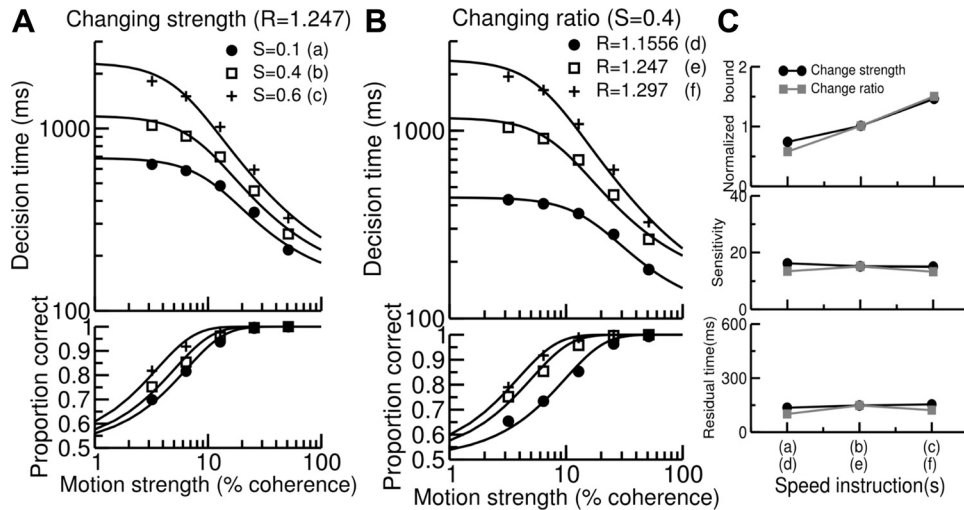 A
Changing strength (R=1.247)
S=0.1 (a)
S=0.4 (b)
S=0.6 (c)
Decision time (ms)
1000
100
Proportion correct
1
0.9
0.8
0.7
0.6
0.5
1 10 100
Motion strength (% coherence)
B
Changing ratio (S=0.4)
R=1.1556 (d)
R=1.247 (e)
R=1.297 (f)
Decision time (ms)
1000
100
Proportion correct
1
0.9
0.8
0.7
0.6
0.5
1 10 100
Motion strength (% coherence)
C
Normalized bound
2
1
0
Change strength
Change ratio
Sensitivity
40
20
0
Residual time(ms)
600
300
150
0
(a) (b) (c)
(d) (e) (f)
Speed instruction(s)